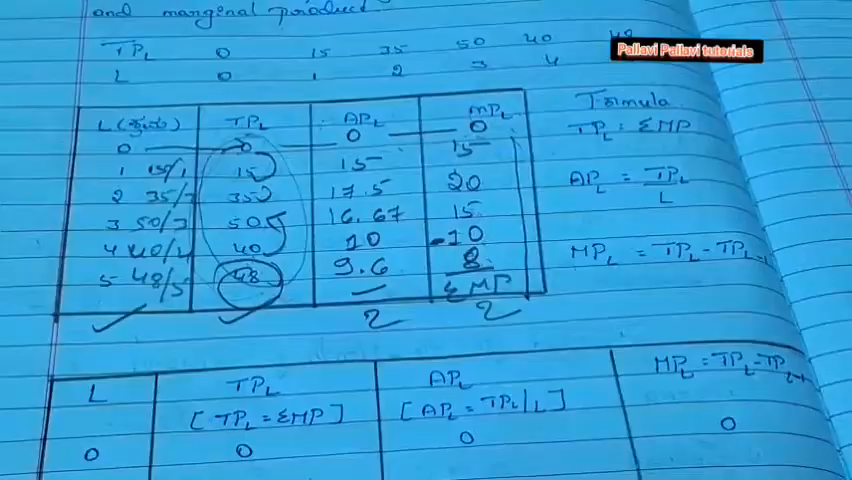 and marginal product
TPL 0 15 35 50 40
L 0 1 2 3 4
Pallavi Pallavi tutorials
L (ಶ್ರಮ) TPL APL MPL
0 0 0 0
1 15/1 15 15 15
2 35/2 35 17.5 20
3 50/3 50 16.67 15
4 40/4 40 10 -10
5 48/5 48 9.6 8
ΣMP
Formula
TPL = ΣMP
APL = TPL
L
MPL = TPL - TPL-1
L TPL APL MPL = TPL - TPL-1
[TPL = ΣMP] [APL = TPL/L]
0 0 0 0